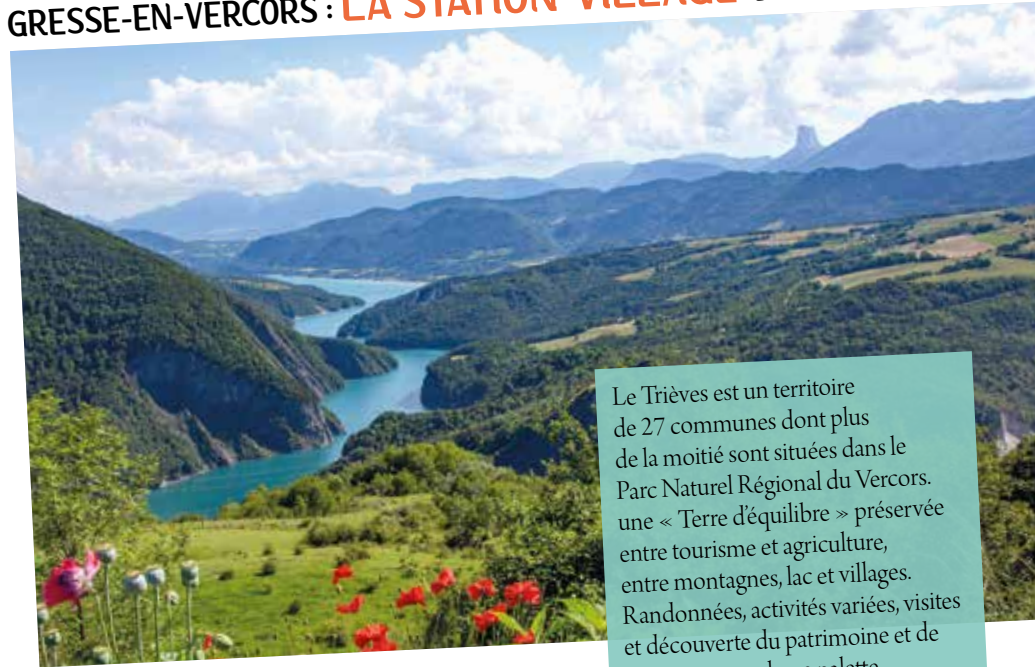 GRESSE-EN-VERCORS : LA STATION-VILLAGE
Le Trièves est un territoire
de 27 communes dont plus
de la moitié sont situées dans le
Parc Naturel Régional du Vercors.
une « Terre d'équilibre » préservée
entre tourisme et agriculture,
entre montagnes, lac et villages.
Randonnées, activités variées, visites
et découverte du patrimoine et de
palette